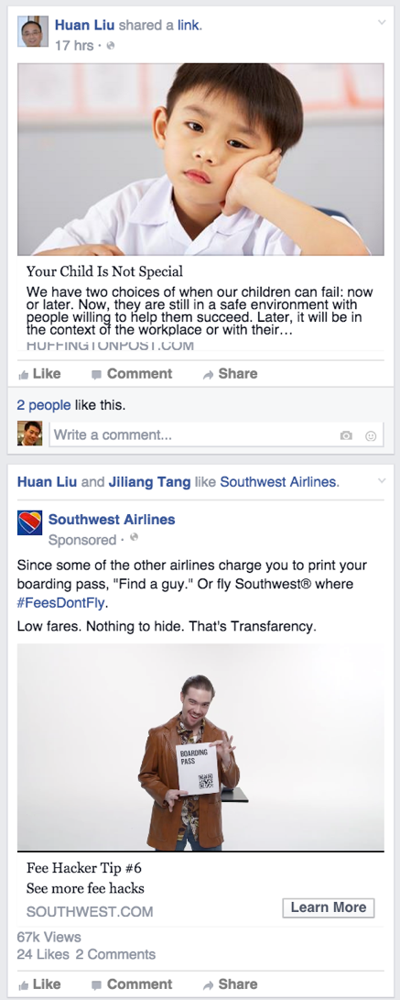 Huan Liu shared a link.
17 hrs ·
Your Child Is Not Special
We have two choices of when our children can fail: now
or later. Now, they are still in a safe environment with
people willing to help them succeed. Later, it will be in
the context of the workplace or with their…
HUFFINGTONPOST.COM
Like Comment Share
2 people like this.
Write a comment...
Huan Liu and Jiliang Tang like Southwest Airlines.
Southwest Airlines
Sponsored ·
Since some of the other airlines charge you to print your
boarding pass, "Find a guy." Or fly Southwest® where
#FeesDontFly.
Low fares. Nothing to hide. That's Transfarency.
BOARDING
PASS
Fee Hacker Tip #6
See more fee hacks
SOUTHWEST.COM
Learn More
67k Views
24 Likes 2 Comments
Like Comment Share